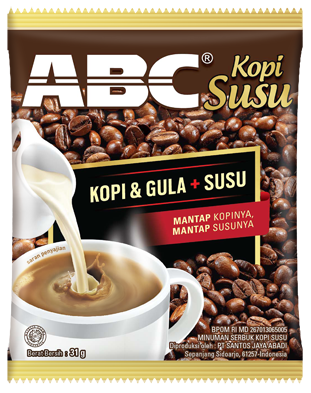 ABC®
Kopi
Susu
KOPI & GULA + SUSU
MANTAP KOPINYA,
MANTAP SUSUNYA
saran penyajian
Berat Bersih : 31 g
BPOM RI MD 267013065005
MINUMAN SERBUK KOPI SUSU
Diproduksi oleh : PT SANTOS JAYA ABADI
Sepanjang Sidoarjo, 61257-Indonesia